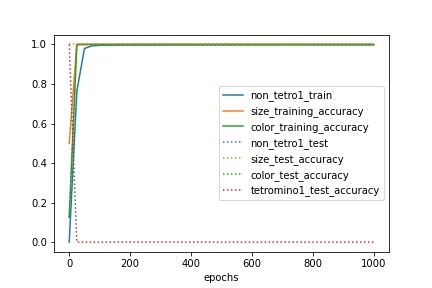 1.0
0.8
0.6
0.4
0.2
0.0
non_tetro1_train
size_training_accuracy
color_training_accuracy
non_tetro1_test
size_test_accuracy
color_test_accuracy
tetromino1_test_accuracy
0 200 400 600 800 1000
epochs